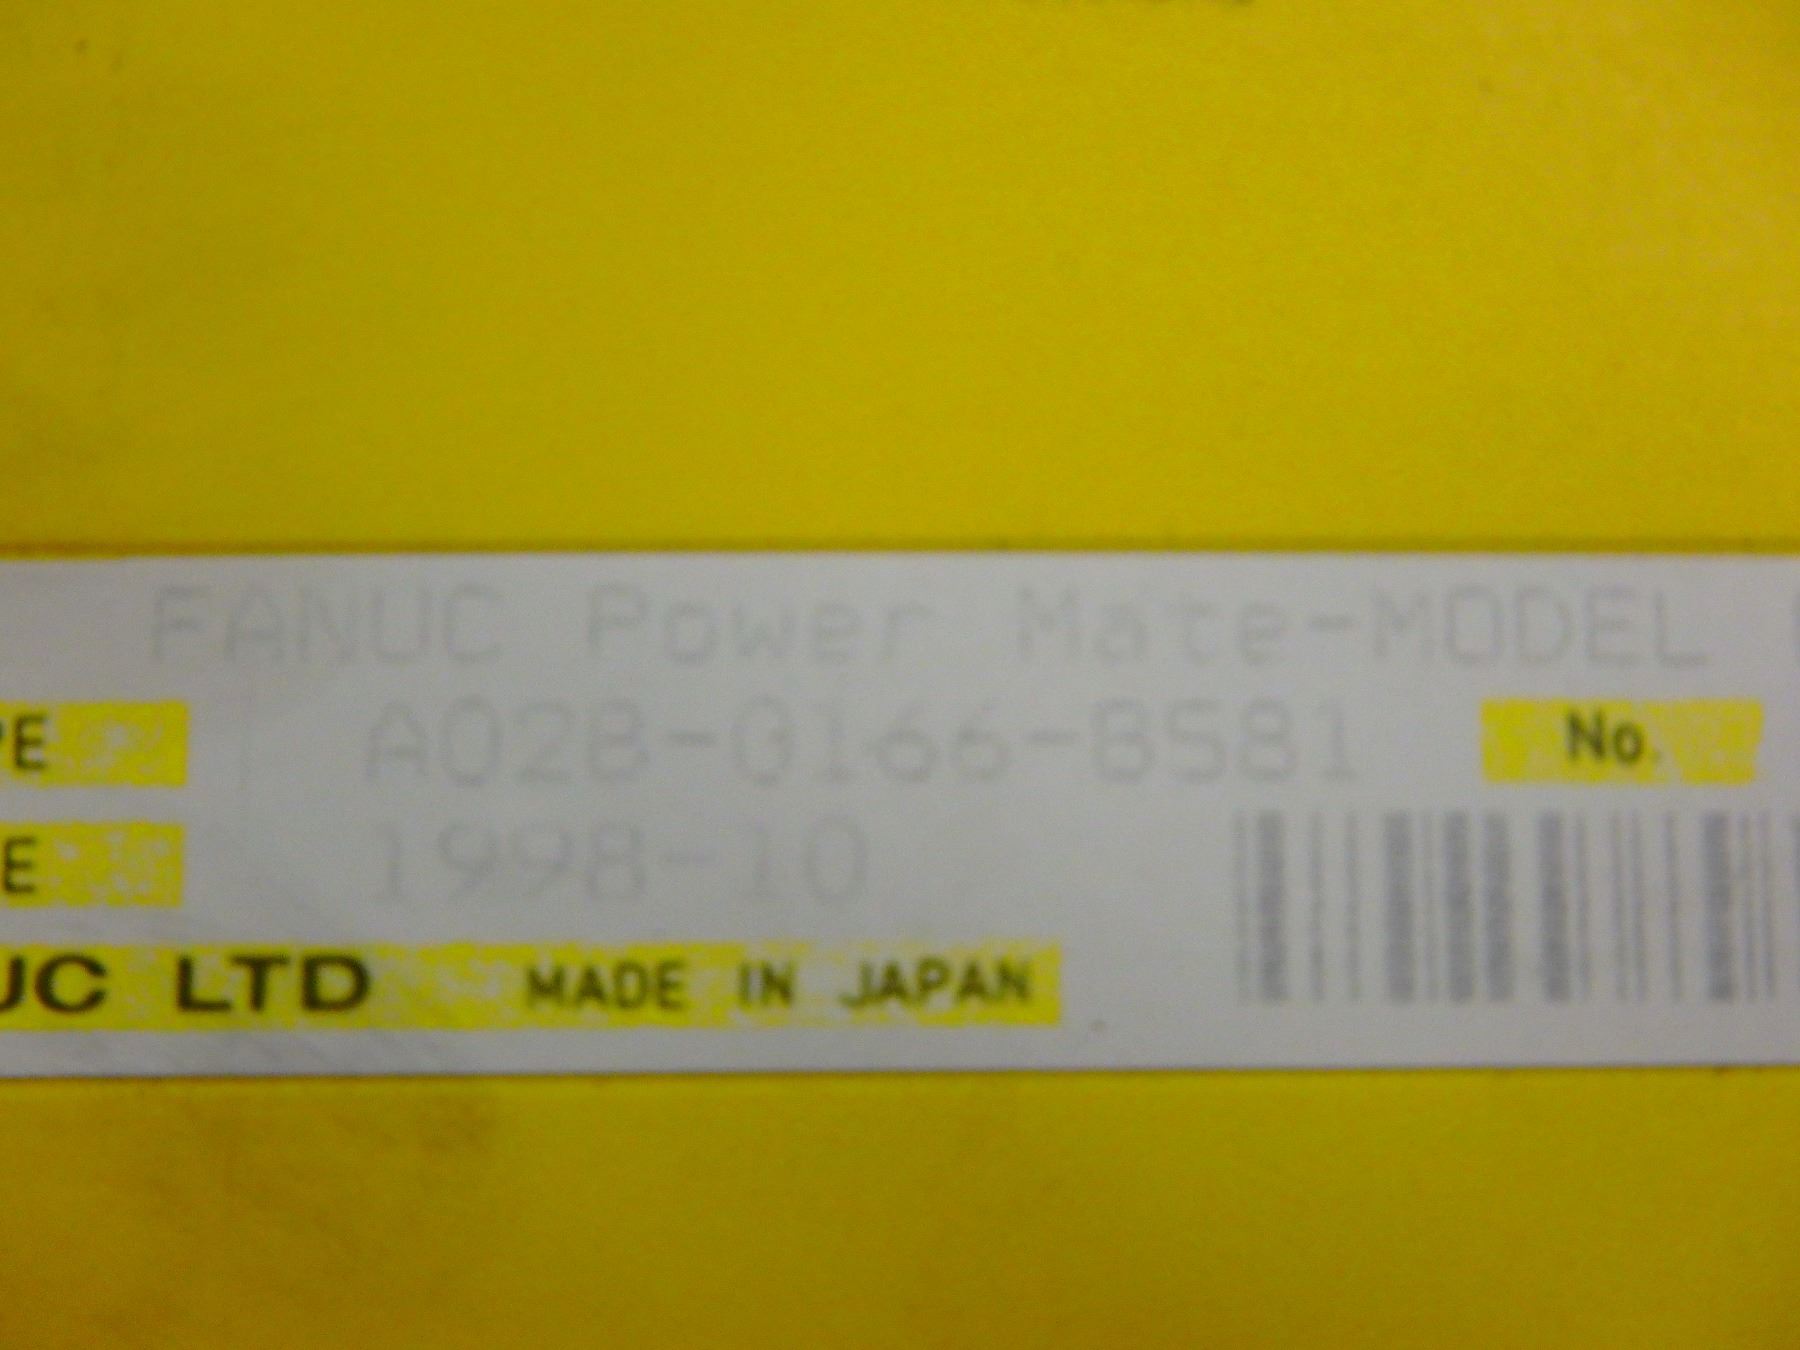 FANUC Power Mate-MODEL
PE A02B-0166-B581 No.
E 1998-10
UC LTD MADE IN JAPAN